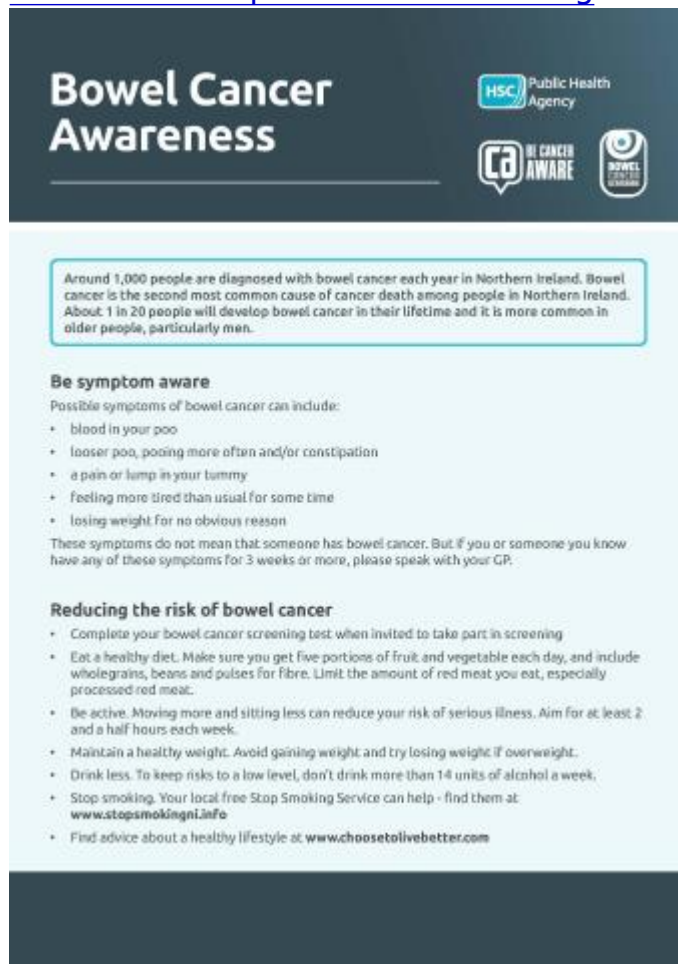 Bowel Cancer
Awareness
HSC Public Health
Agency
ca BE CANCER
AWARE
BOWEL
CANCER
SCREENING
Around 1,000 people are diagnosed with bowel cancer each year in Northern Ireland. Bowel
cancer is the second most common cause of cancer death among people in Northern Ireland.
About 1 in 20 people will develop bowel cancer in their lifetime and it is more common in
older people, particularly men.
Be symptom aware
Possible symptoms of bowel cancer can include:
• blood in your poo
• looser poo, pooing more often and/or constipation
• a pain or lump in your tummy
• feeling more tired than usual for some time
• losing weight for no obvious reason
These symptoms do not mean that someone has bowel cancer. But if you or someone you know
have any of these symptoms for 3 weeks or more, please speak with your GP.
Reducing the risk of bowel cancer
• Complete your bowel cancer screening test when invited to take part in screening
• Eat a healthy diet. Make sure you get five portions of fruit and vegetable each day, and include
wholegrains, beans and pulses for fibre. Limit the amount of red meat you eat, especially
processed red meat.
• Be active. Moving more and sitting less can reduce your risk of serious illness. Aim for at least 2
and a half hours each week.
• Maintain a healthy weight. Avoid gaining weight and try losing weight if overweight.
• Drink less. To keep risks to a low level, don't drink more than 14 units of alcohol a week.
• Stop smoking. Your local free Stop Smoking Service can help - find them at
www.stopsmokingni.info
• Find advice about a healthy lifestyle at www.choosetolivebetter.com